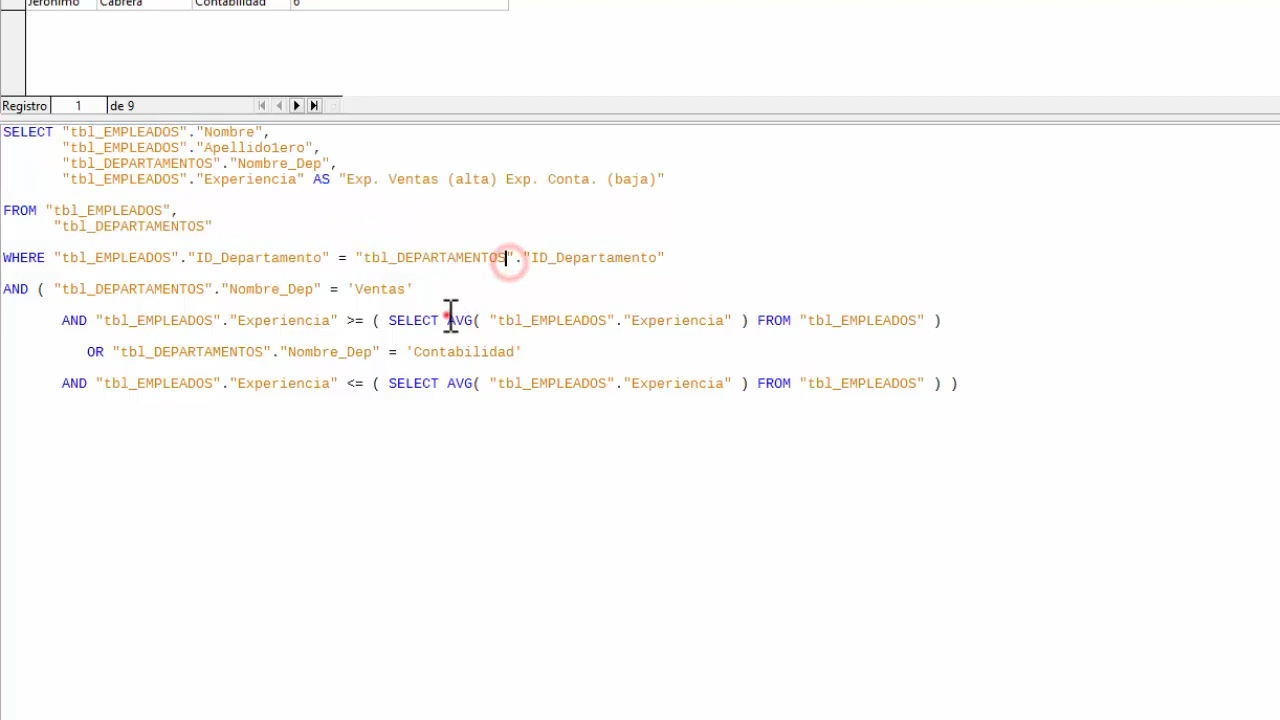 Jerónimo Cabrera Contabilidad 6
Registro 1 de 9
SELECT "tbl_EMPLEADOS"."Nombre",
"tbl_EMPLEADOS"."Apellido1ero",
"tbl_DEPARTAMENTOS"."Nombre_Dep",
"tbl_EMPLEADOS"."Experiencia" AS "Exp. Ventas (alta) Exp. Conta. (baja)"
FROM "tbl_EMPLEADOS",
"tbl_DEPARTAMENTOS"
WHERE "tbl_EMPLEADOS"."ID_Departamento" = "tbl_DEPARTAMENTOS"."ID_Departamento"
AND ( "tbl_DEPARTAMENTOS"."Nombre_Dep" = 'Ventas'
AND "tbl_EMPLEADOS"."Experiencia" >= ( SELECT AVG( "tbl_EMPLEADOS"."Experiencia" ) FROM "tbl_EMPLEADOS" )
OR "tbl_DEPARTAMENTOS"."Nombre_Dep" = 'Contabilidad'
AND "tbl_EMPLEADOS"."Experiencia" <= ( SELECT AVG( "tbl_EMPLEADOS"."Experiencia" ) FROM "tbl_EMPLEADOS" ) )